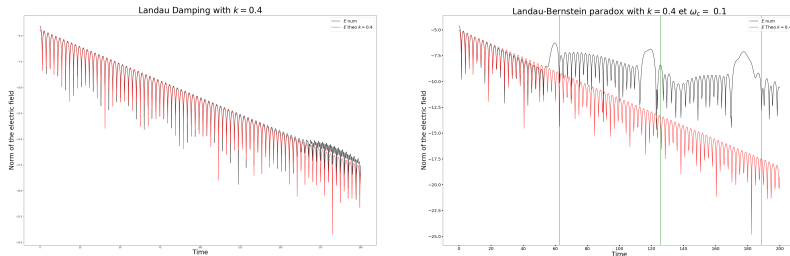 Landau Damping with k = 0.4
E num
E theo k = 0.4
Norm of the electric field
Time
Landau-Bernstein paradox with k = 0.4 et ωc = 0.1
E num
E Theo k = 0.4
Norm of the electric field
−5.0
−7.5
−10.0
−12.5
−15.0
−17.5
−20.0
−22.5
−25.0
0 20 40 60 80 100 120 140 160 180 200
Time